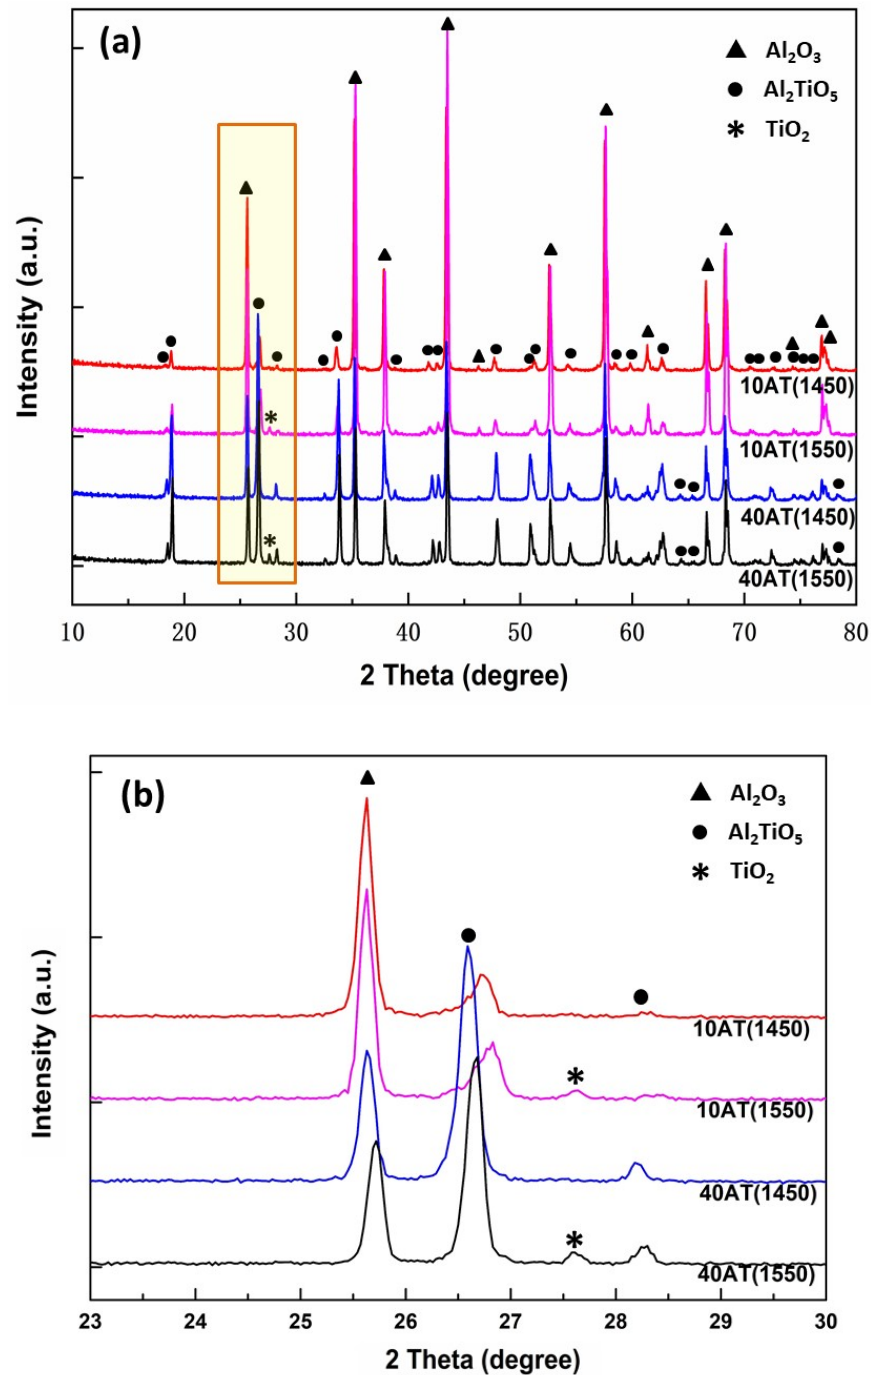 (a)
▲ Al₂O₃
● Al₂TiO₅
* TiO₂
Intensity (a.u.)
10AT(1450)
10AT(1550)
40AT(1450)
40AT(1550)
10 20 30 40 50 60 70 80
2 Theta (degree)
(b)
▲ Al₂O₃
● Al₂TiO₅
* TiO₂
Intensity (a.u.)
10AT(1450)
10AT(1550)
40AT(1450)
40AT(1550)
23 24 25 26 27 28 29 30
2 Theta (degree)